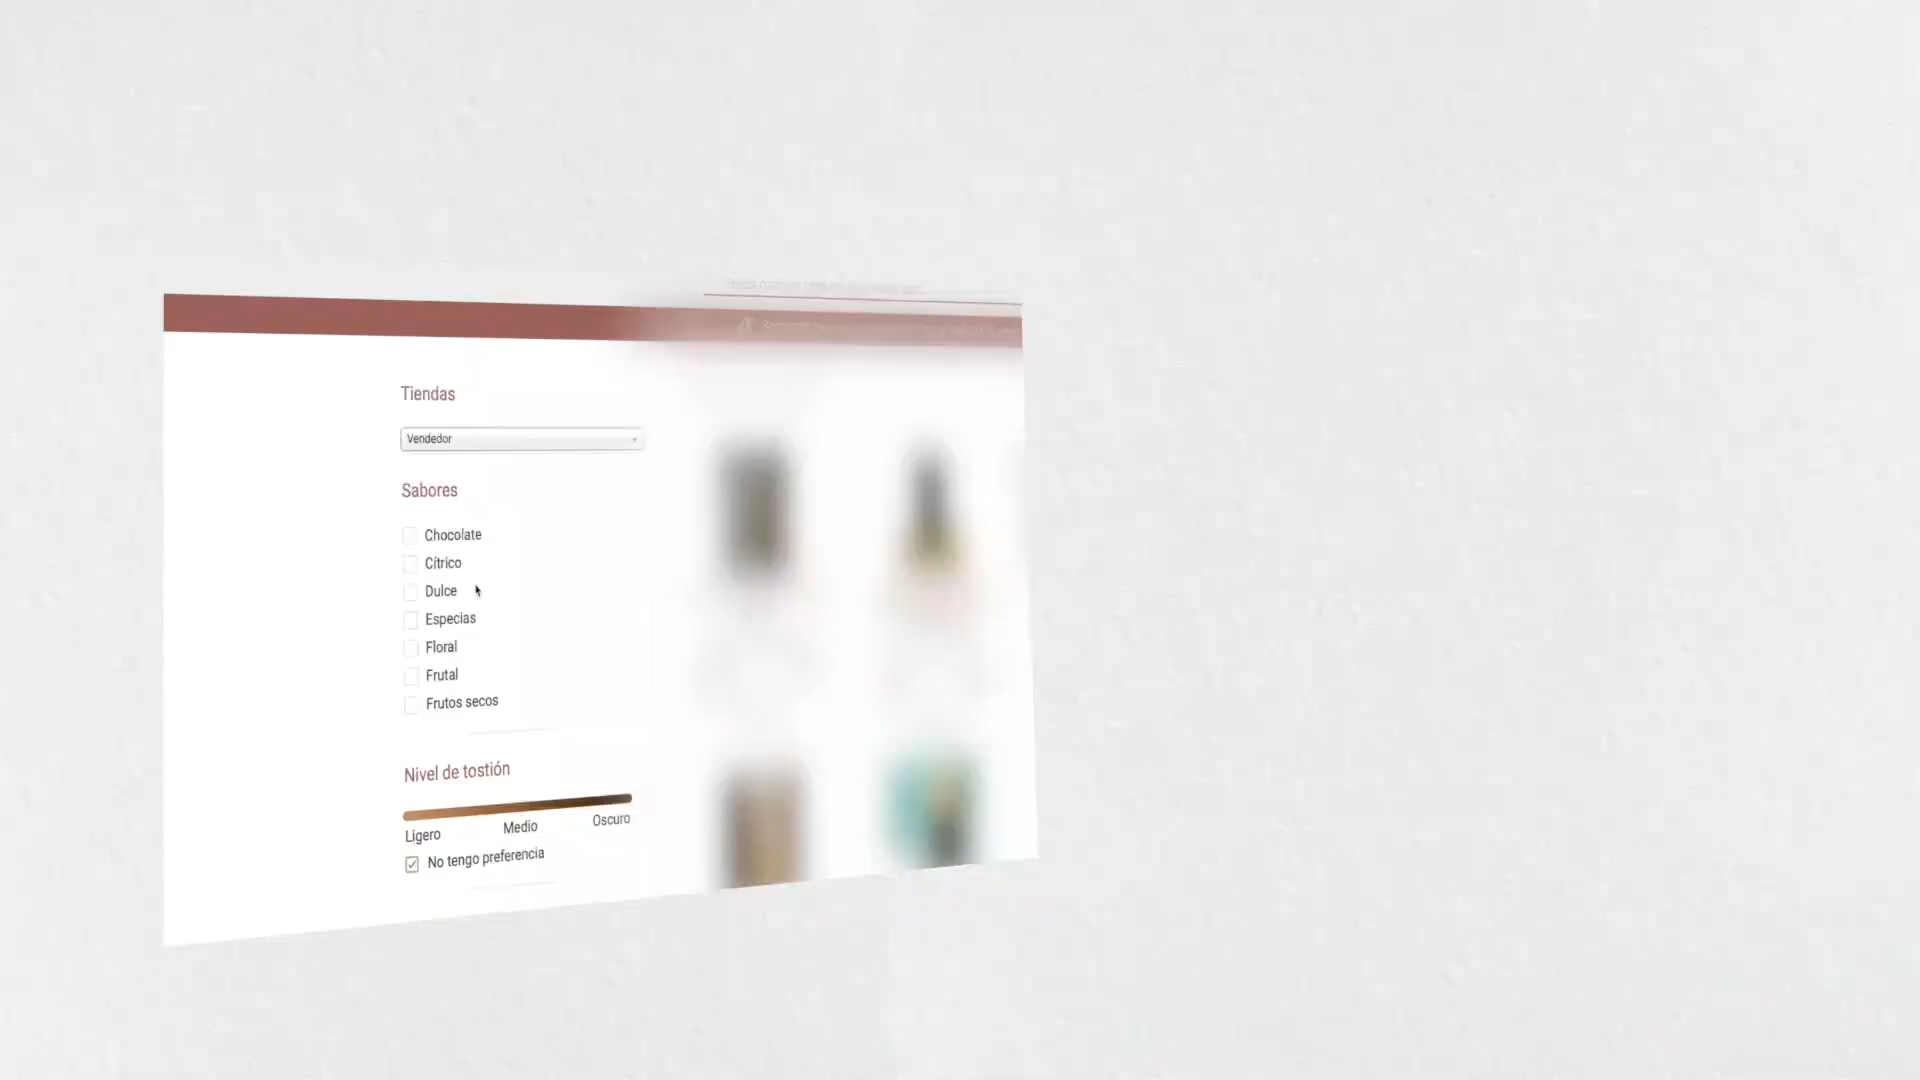 Tiendas
Vendedor
Sabores
Chocolate
Cítrico
Dulce
Especias
Floral
Frutal
Frutos secos
Nivel de tostión
Ligero Medio Oscuro
No tengo preferencia